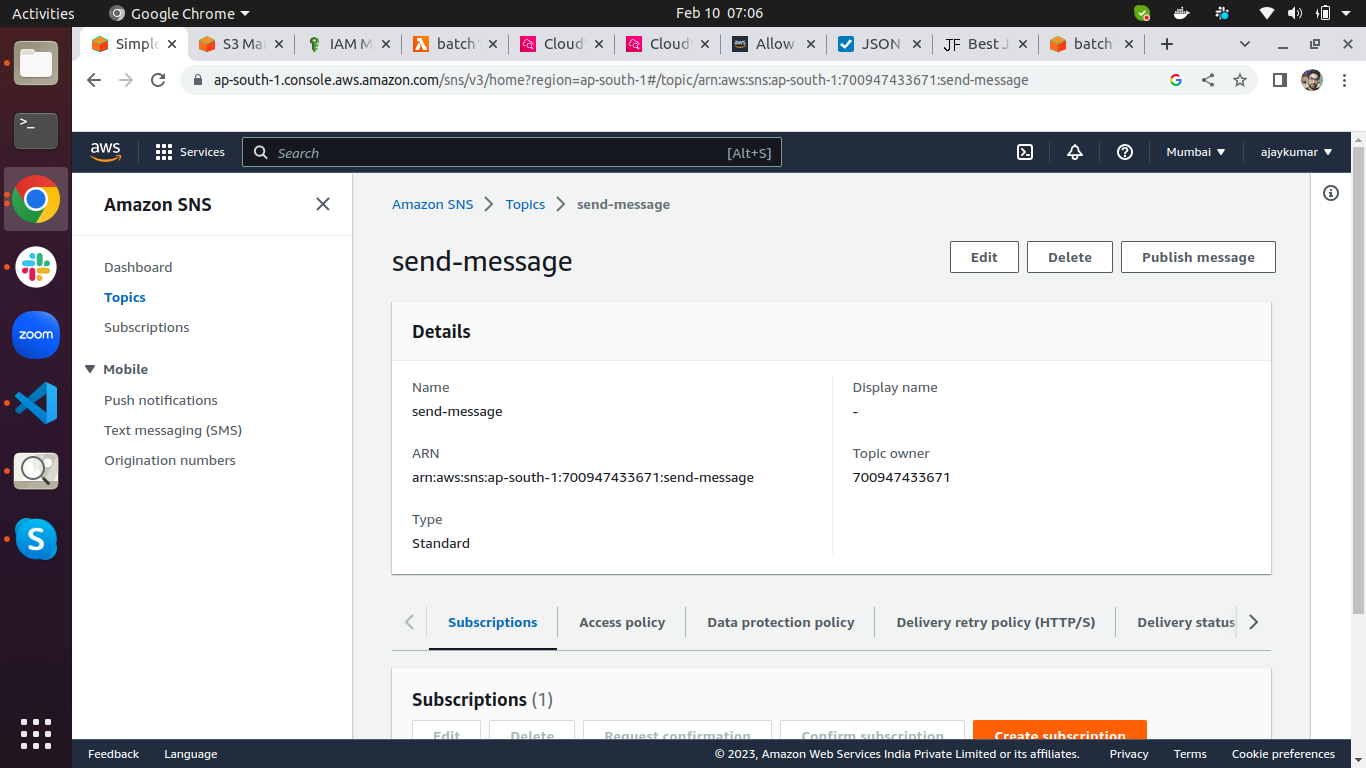 Activities
Google Chrome
Feb 10 07:06
Simple
S3 Ma
IAM M
batch
Cloud
Cloud
Allow
JSON
JF Best J
batch
ap-south-1.console.aws.amazon.com/sns/v3/home?region=ap-south-1#/topic/arn:aws:sns:ap-south-1:700947433671:send-message
aws
Services
Search
[Alt+S]
Mumbai
ajaykumar
Amazon SNS
Dashboard
Topics
Subscriptions
Mobile
Push notifications
Text messaging (SMS)
Origination numbers
zoom
Amazon SNS
Topics
send-message
send-message
Edit
Delete
Publish message
Details
Name
send-message
ARN
arn:aws:sns:ap-south-1:700947433671:send-message
Type
Standard
Display name
-
Topic owner
700947433671
Subscriptions
Access policy
Data protection policy
Delivery retry policy (HTTP/S)
Delivery status
Subscriptions (1)
Edit
Delete
Request confirmation
Confirm subscription
Create subscription
Feedback
Language
© 2023, Amazon Web Services India Private Limited or its affiliates.
Privacy
Terms
Cookie preferences